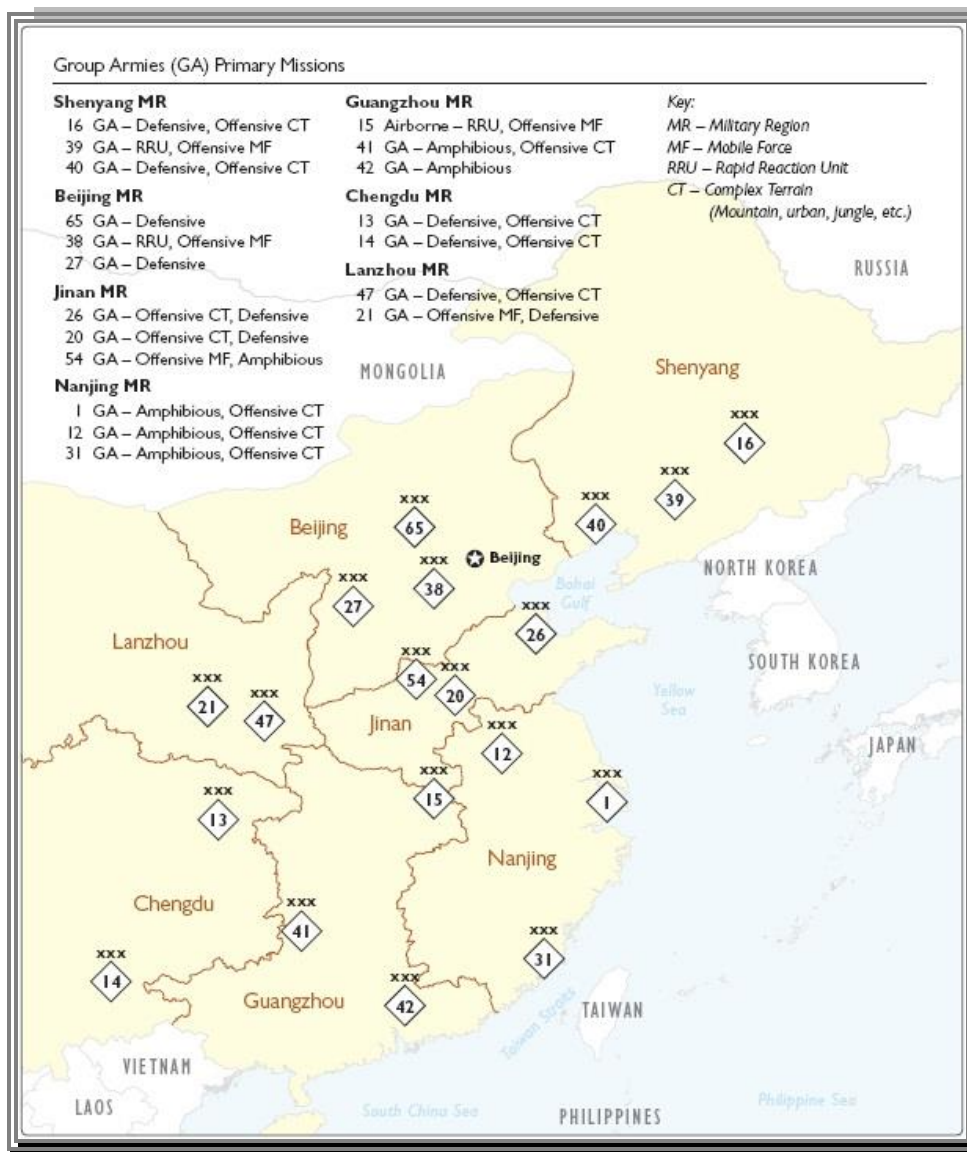 Group Armies (GA) Primary Missions
Shenyang MR
16 GA – Defensive, Offensive CT
39 GA – RRU, Offensive MF
40 GA – Defensive, Offensive CT
Beijing MR
65 GA – Defensive
38 GA – RRU, Offensive MF
27 GA – Defensive
Jinan MR
26 GA – Offensive CT, Defensive
20 GA – Offensive CT, Defensive
54 GA – Offensive MF, Amphibious
Nanjing MR
1 GA – Amphibious, Offensive CT
12 GA – Amphibious, Offensive CT
31 GA – Amphibious, Offensive CT
Guangzhou MR
15 Airborne – RRU, Offensive MF
41 GA – Amphibious, Offensive CT
42 GA – Amphibious
Chengdu MR
13 GA – Defensive, Offensive CT
14 GA – Defensive, Offensive CT
Lanzhou MR
47 GA – Defensive, Offensive CT
21 GA – Offensive MF, Defensive
Key:
MR – Military Region
MF – Mobile Force
RRU – Rapid Reaction Unit
CT – Complex Terrain
(Mountain, urban, jungle, etc.)
RUSSIA
MONGOLIA
Shenyang
xxx
16
xxx
39
xxx
40
Beijing
xxx
65
Beijing
xxx
38
xxx
27
NORTH KOREA
Bohai
Gulf
xxx
26
Lanzhou
SOUTH KOREA
xxx
54
xxx
20
xxx
21
xxx
47
Yellow
Sea
Jinan
xxx
12
JAPAN
xxx
15
xxx
1
xxx
13
Nanjing
Chengdu
xxx
41
xxx
31
xxx
14
Guangzhou
xxx
42
Taiwan Straits
TAIWAN
VIETNAM
LAOS
South China Sea
PHILIPPINES
Philippine Sea